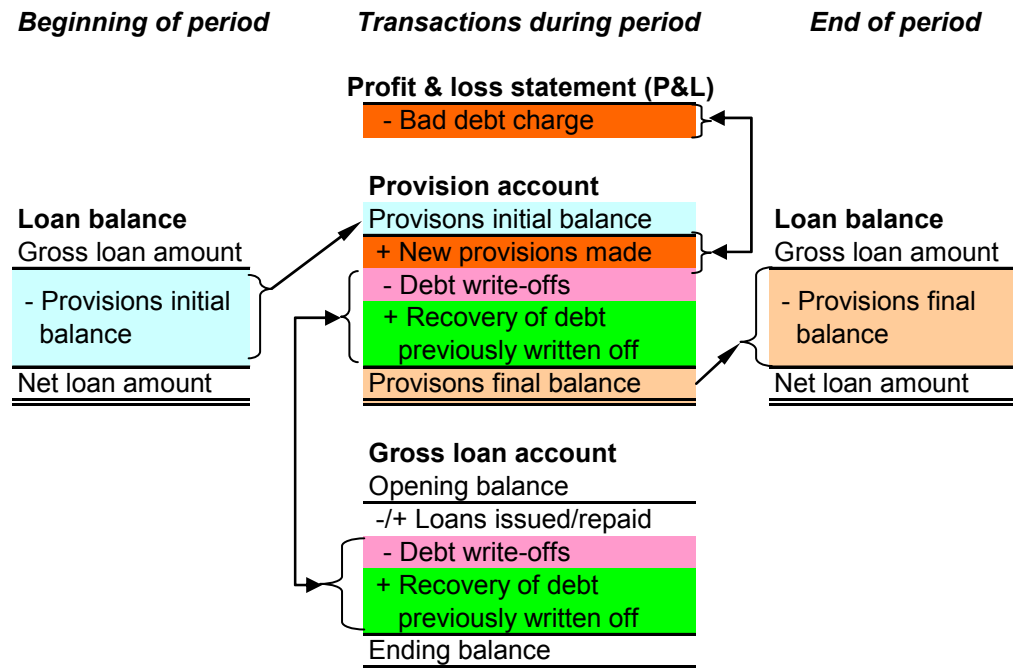 Beginning of period
Transactions during period
End of period
Profit & loss statement (P&L)
- Bad debt charge
Provision account
Provisons initial balance
+ New provisions made
- Debt write-offs
+ Recovery of debt
previously written off
Provisons final balance
Loan balance
Gross loan amount
- Provisions initial
balance
Net loan amount
Loan balance
Gross loan amount
- Provisions final
balance
Net loan amount
Gross loan account
Opening balance
-/+ Loans issued/repaid
- Debt write-offs
+ Recovery of debt
previously written off
Ending balance